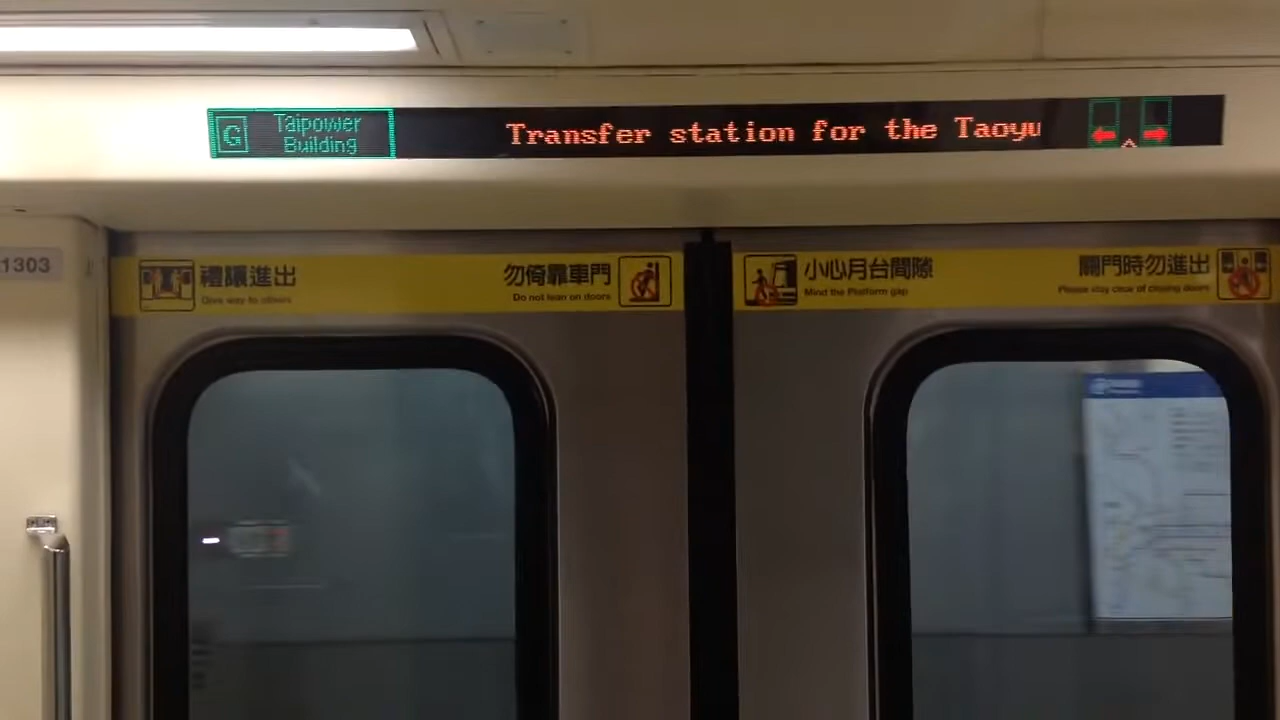 G
Taipower
Building
Transfer station for the Taoyu
1303
禮讓進出
Give way to others
勿倚靠車門
Do not lean on doors
小心月台間隙
Mind the Platform gap
關門時勿進出
Please stay clear of closing doors